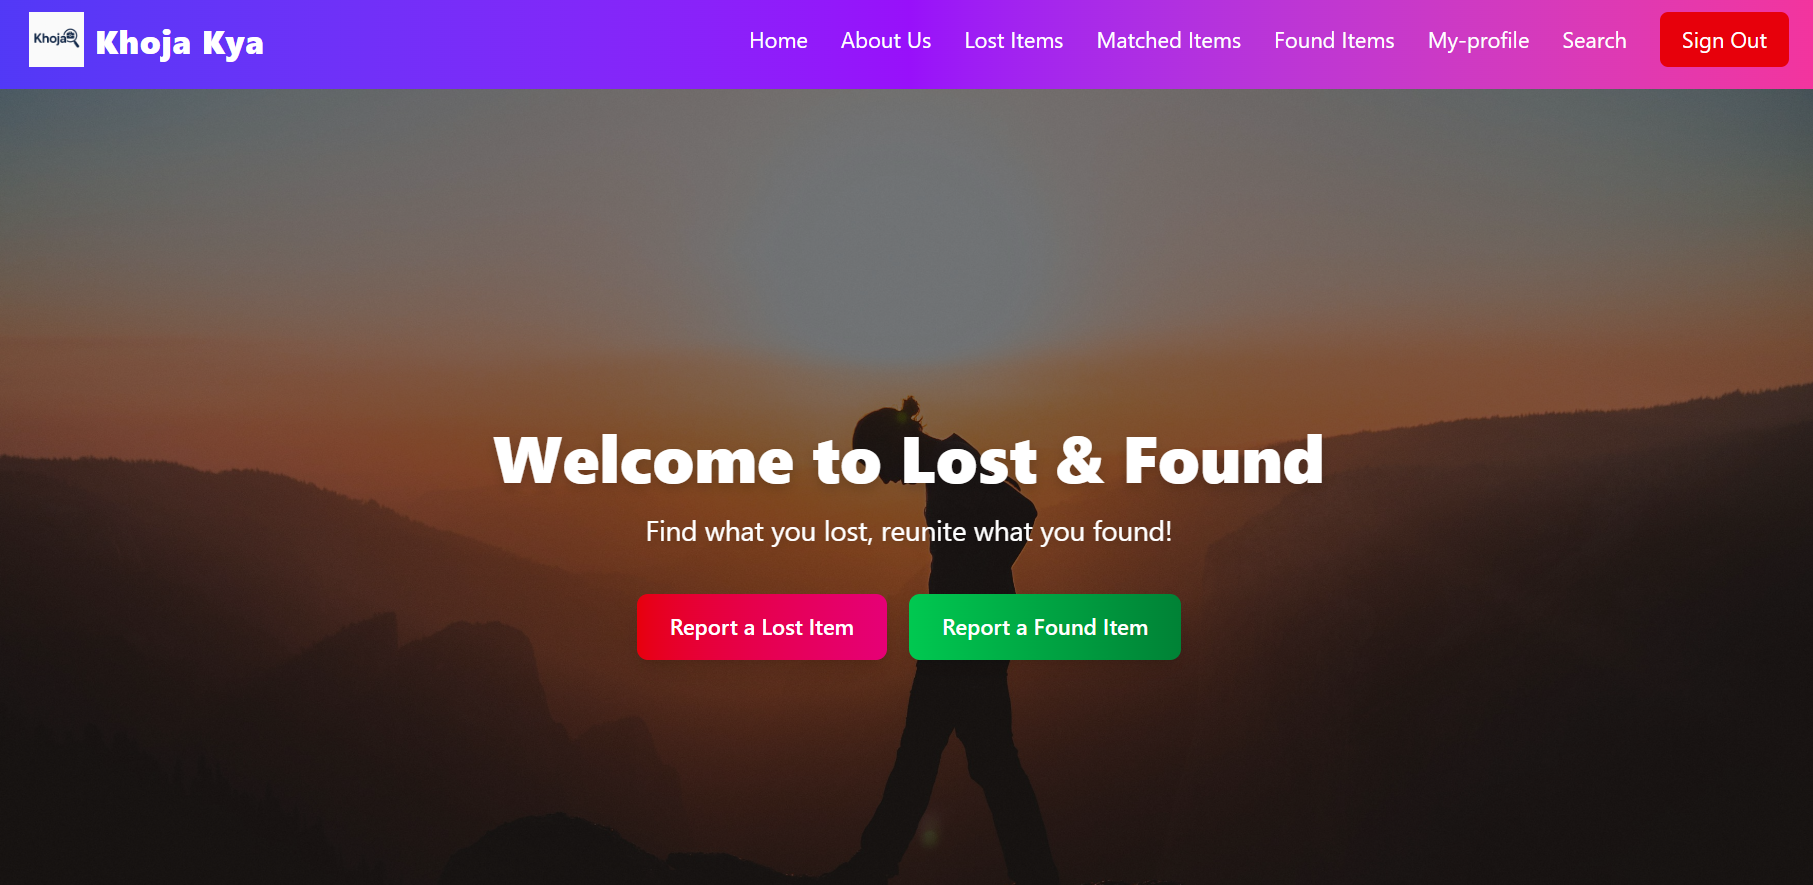 Khoja
Khoja Kya
Home About Us Lost Items Matched Items Found Items My-profile Search Sign Out
Welcome to Lost & Found
Find what you lost, reunite what you found!
Report a Lost Item Report a Found Item